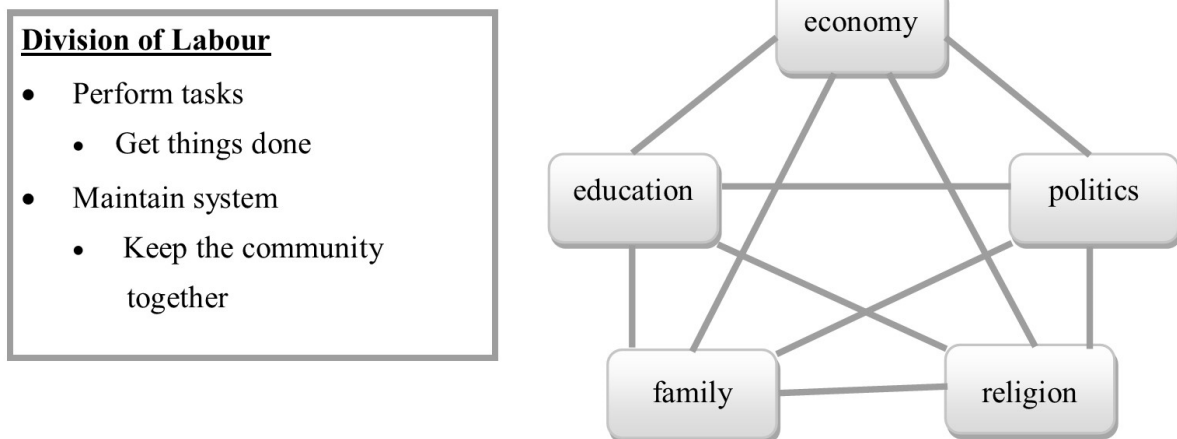 Division of Labour
• Perform tasks
• Get things done
• Maintain system
• Keep the community
together
economy
education
politics
family
religion